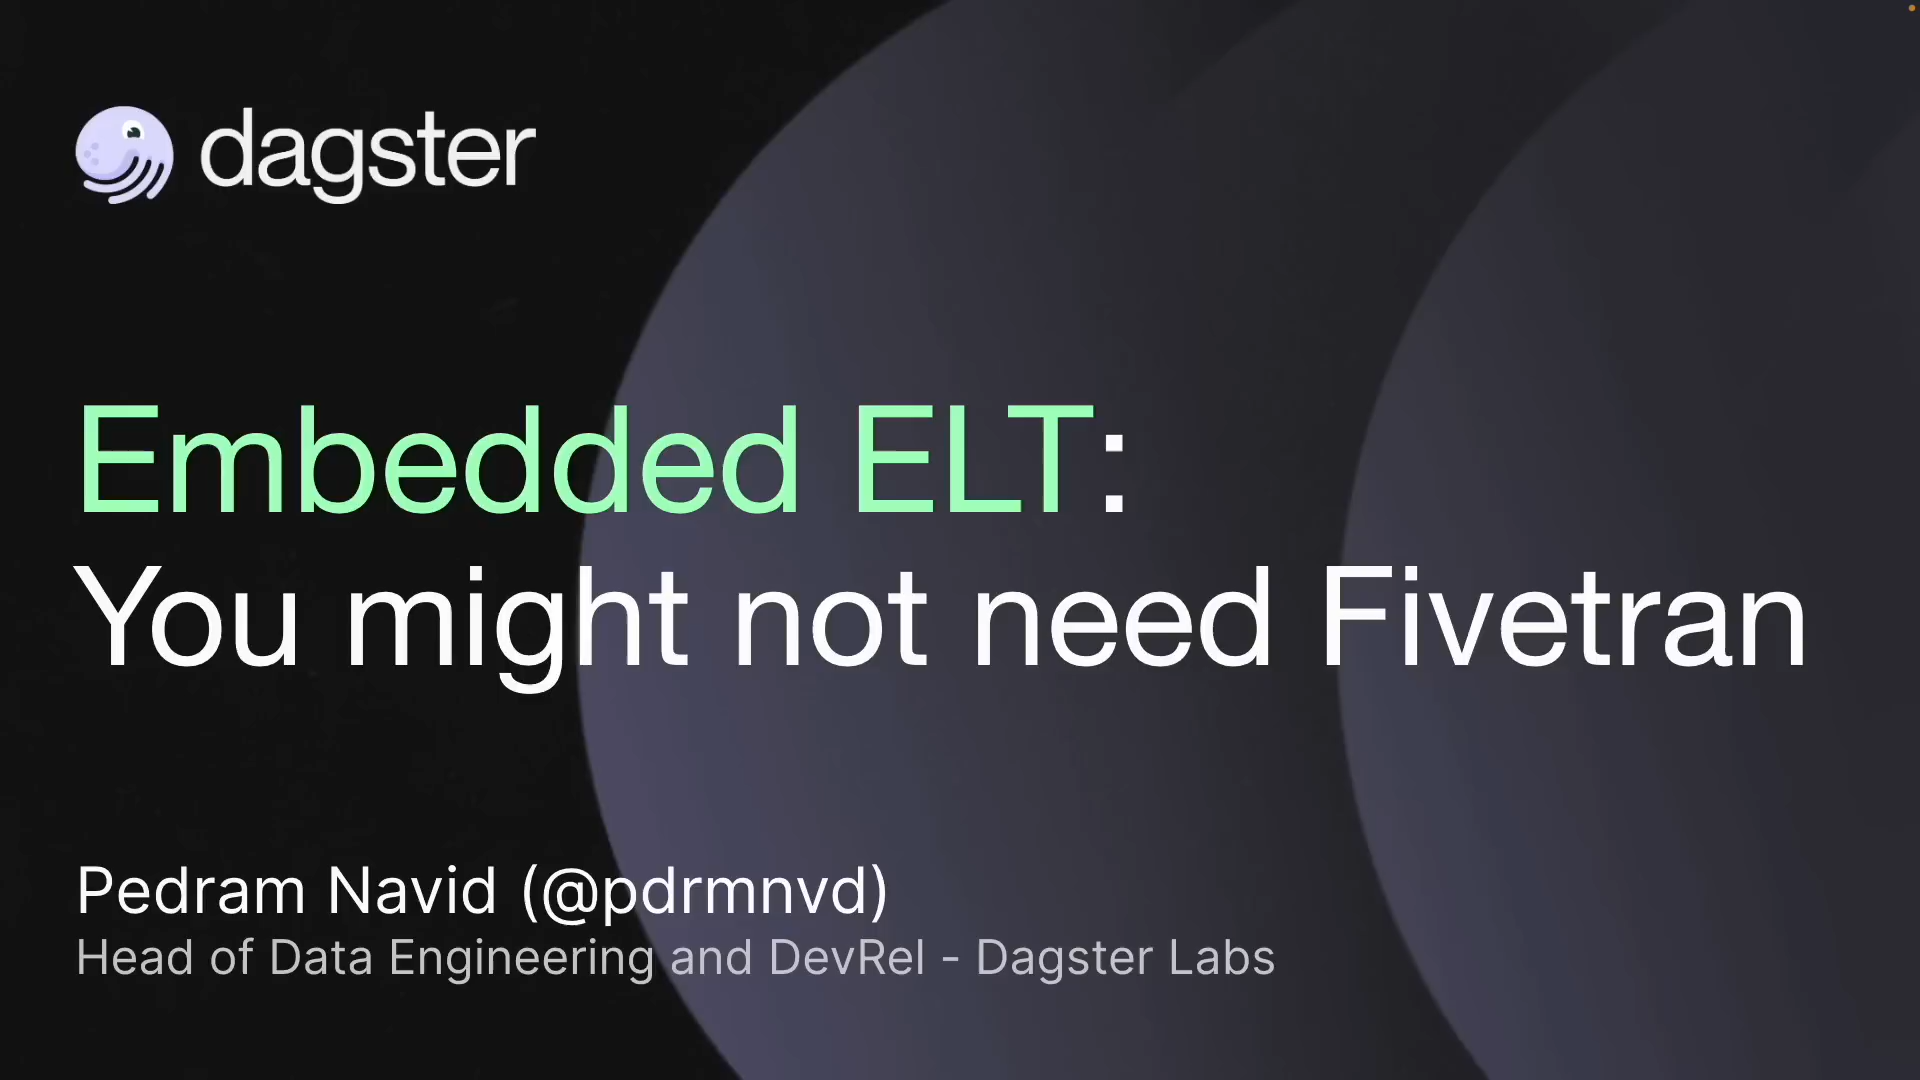 dagster
Embedded ELT:
You might not need Fivetran
Pedram Navid (@pdrmnvd)
Head of Data Engineering and DevRel - Dagster Labs